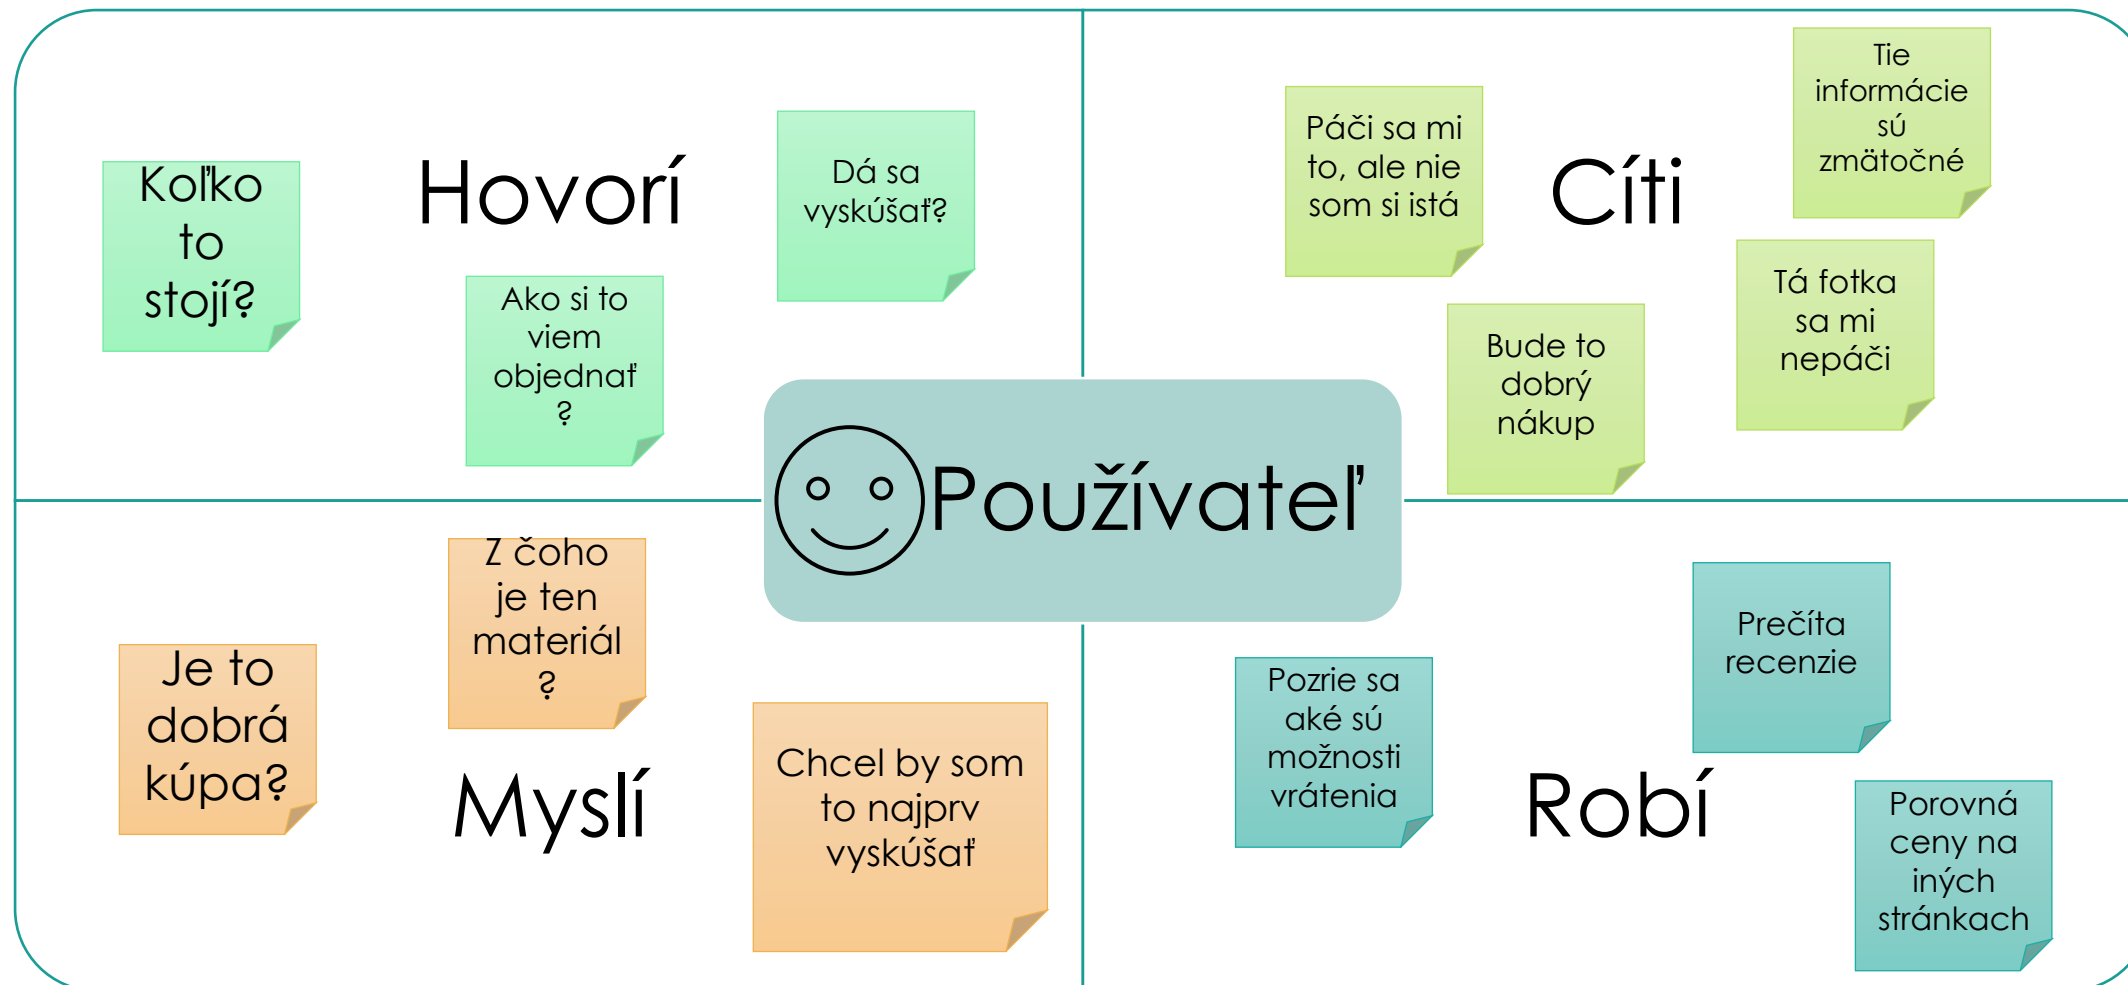 Hovorí
Koľko
to
stojí?
Ako si to
viem
objednať
?
Dá sa
vyskúšať?
Cíti
Páči sa mi
to, ale nie
som si istá
Tie
informácie
sú
zmätočné
Bude to
dobrý
nákup
Tá fotka
sa mi
nepáči
Používateľ
Myslí
Je to
dobrá
kúpa?
Z čoho
je ten
materiál
?
Chcel by som
to najprv
vyskúšať
Robí
Pozrie sa
aké sú
možnosti
vrátenia
Prečíta
recenzie
Porovná
ceny na
iných
stránkach